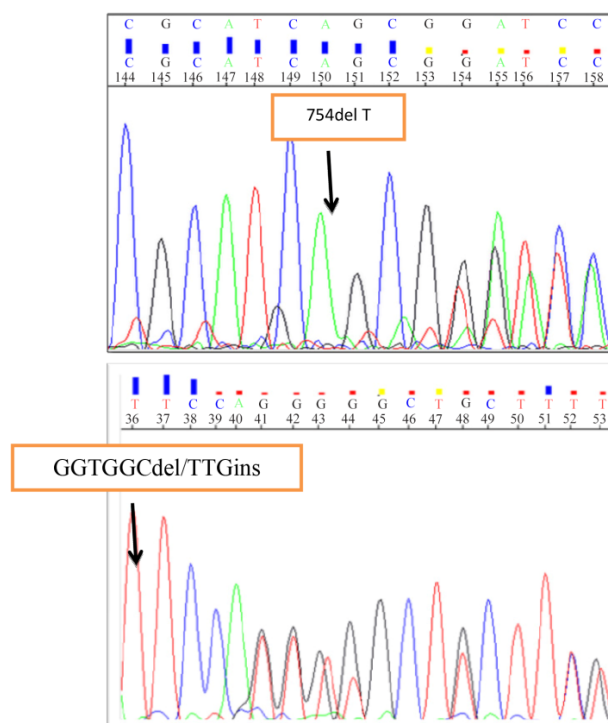 C G C A T C A G C G G A T C C
C G C A T C A G C G G A T C C
144 145 146 147 148 149 150 151 152 153 154 155 156 157 158
754del T
T T C C A G G G G G C T G C T T T T
36 37 38 39 40 41 42 43 44 45 46 47 48 49 50 51 52 53
GGTGGCdel/TTGins